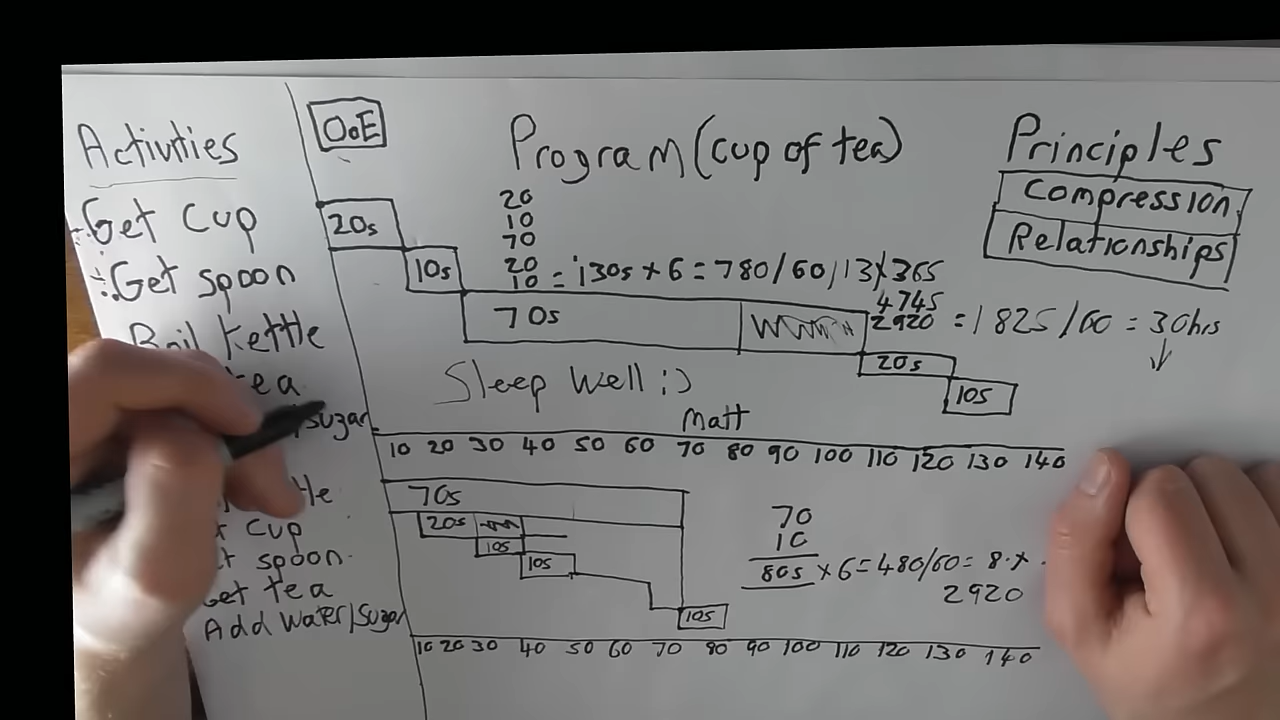 Activities
Get cup
Get spoon
Boil kettle
tea
/sugar
cup
spoon
Get tea
Add water/sugar
OoE
Program (cup of tea)
20s
10s
20
10
70
20
10 = 130s x 6 = 780/60, 13 x 365
4745
2920 = 1825/60 = 30hrs
70s
20s
10s
Sleep well :)
Matt
10 20 30 40 50 60 70 80 90 100 110 120 130 140
70s
20s
10s
10s
10s
70
10
80s x 6 = 480/60 = 8 x
2920
10 20 30 40 50 60 70 80 90 100 110 120 130 140
Principles
Compression
Relationships